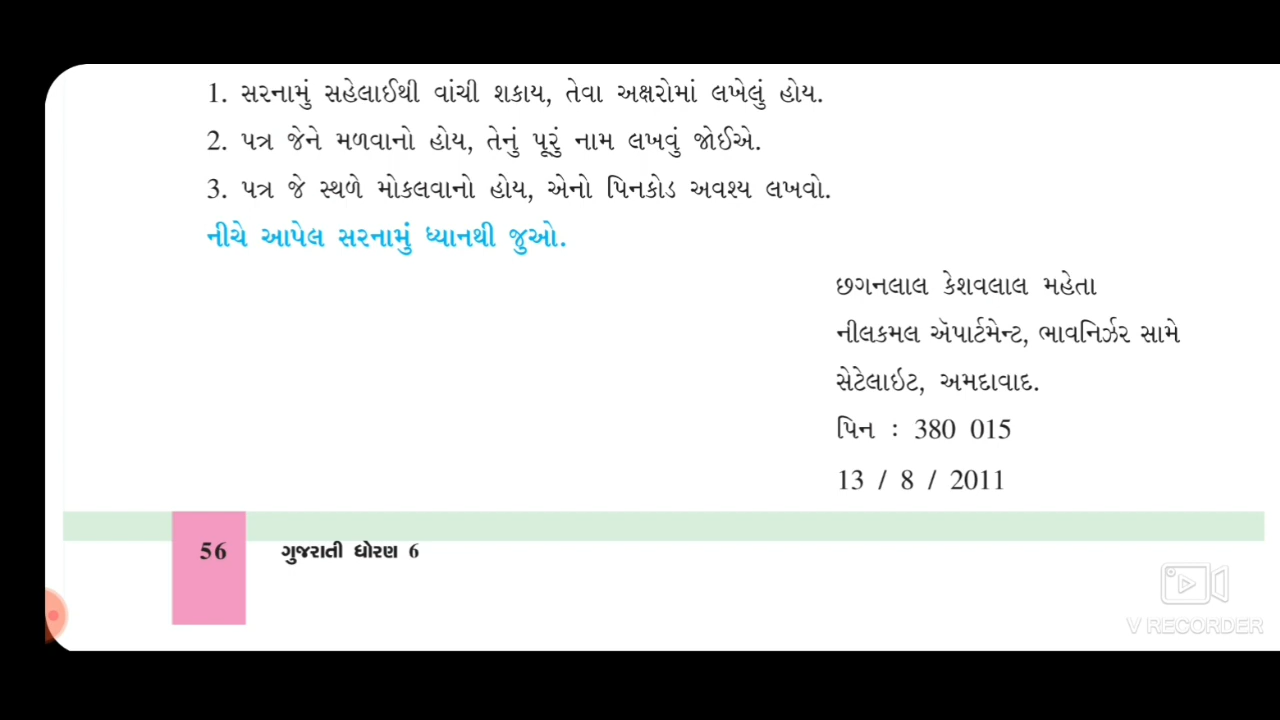 1. સરનામું સહેલાઈથી વાંચી શકાય, તેવા અક્ષરોમાં લખેલું હોય.
2. પત્ર જેને મળવાનો હોય, તેનું પૂરું નામ લખવું જોઈએ.
3. પત્ર જે સ્થળે મોકલવાનો હોય, એનો પિનકોડ અવશ્ય લખવો.
નીચે આપેલ સરનામું ધ્યાનથી જુઓ.
છગનલાલ કેશવલાલ મહેતા
નીલકમલ ઍપાર્ટમેન્ટ, ભાવનિર્ઝર સામે
સેટેલાઇટ, અમદાવાદ.
પિન : 380 015
13 / 8 / 2011
56 ગુજરાતી ધોરણ 6
V RECORDER